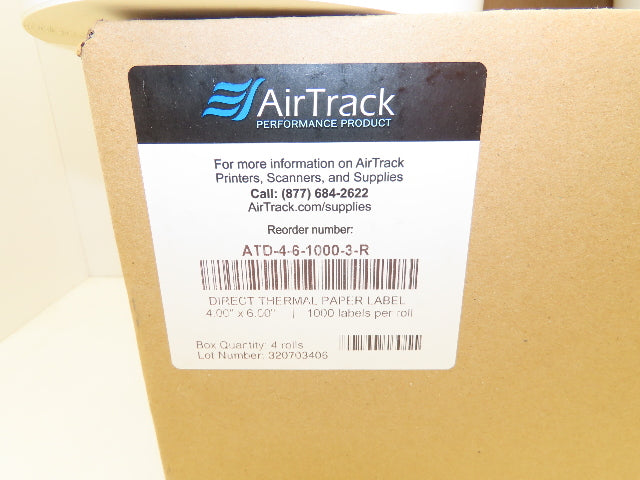 AirTrack
PERFORMANCE PRODUCT
For more information on AirTrack
Printers, Scanners, and Supplies
Call: (877) 684-2622
AirTrack.com/supplies
Reorder number:
ATD-4-6-1000-3-R
DIRECT THERMAL PAPER LABEL
4.00" x 6.00" | 1000 labels per roll
Box Quantity: 4 rolls
Lot Number: 320703406